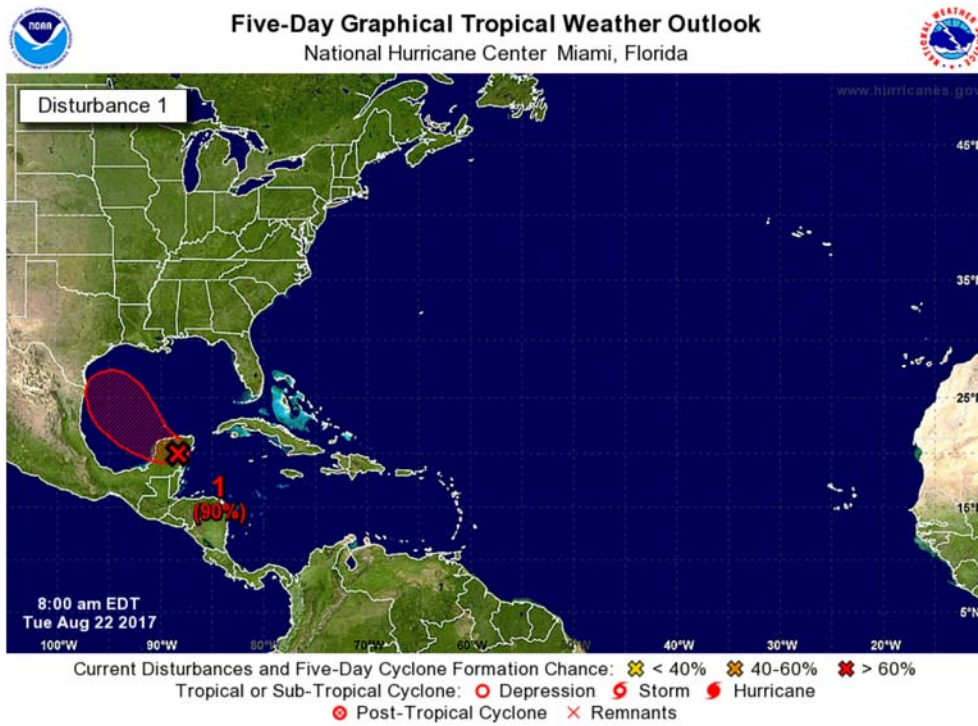 Five-Day Graphical Tropical Weather Outlook
National Hurricane Center Miami, Florida
NOAA
Disturbance 1
www.hurricanes.gov
45°N
35°N
25°N
15°N
5°N
1
(90%)
8:00 am EDT
Tue Aug 22 2017
100°W 90°W 80°W 70°W 60°W 50°W 40°W 30°W 20°W
Current Disturbances and Five-Day Cyclone Formation Chance: < 40% 40-60% > 60%
Tropical or Sub-Tropical Cyclone: Depression Storm Hurricane
Post-Tropical Cyclone Remnants